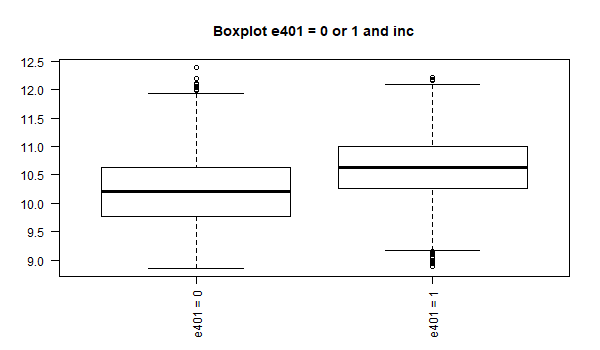 Boxplot e401 = 0 or 1 and inc
12.5
12.0
11.5
11.0
10.5
10.0
9.5
9.0
e401 = 0
e401 = 1